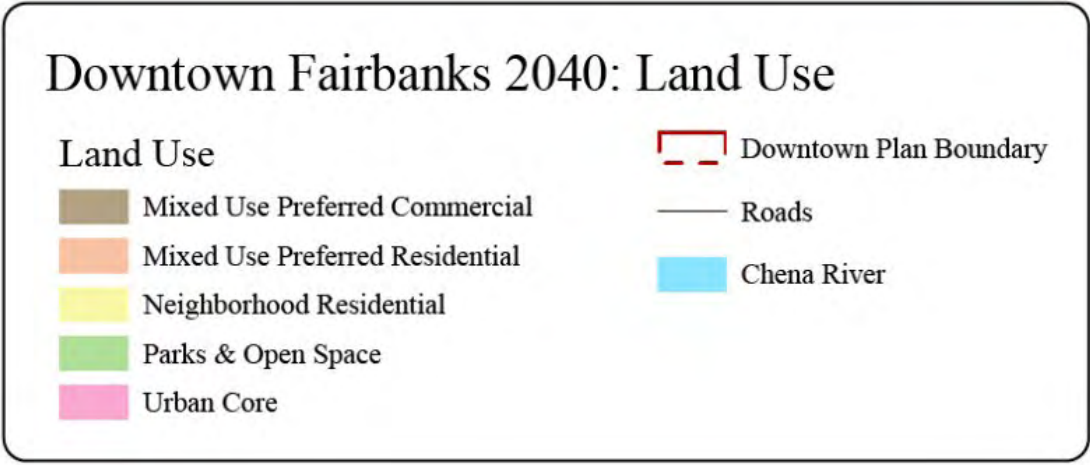 Downtown Fairbanks 2040: Land Use
Land Use
Mixed Use Preferred Commercial
Mixed Use Preferred Residential
Neighborhood Residential
Parks & Open Space
Urban Core
Downtown Plan Boundary
Roads
Chena River